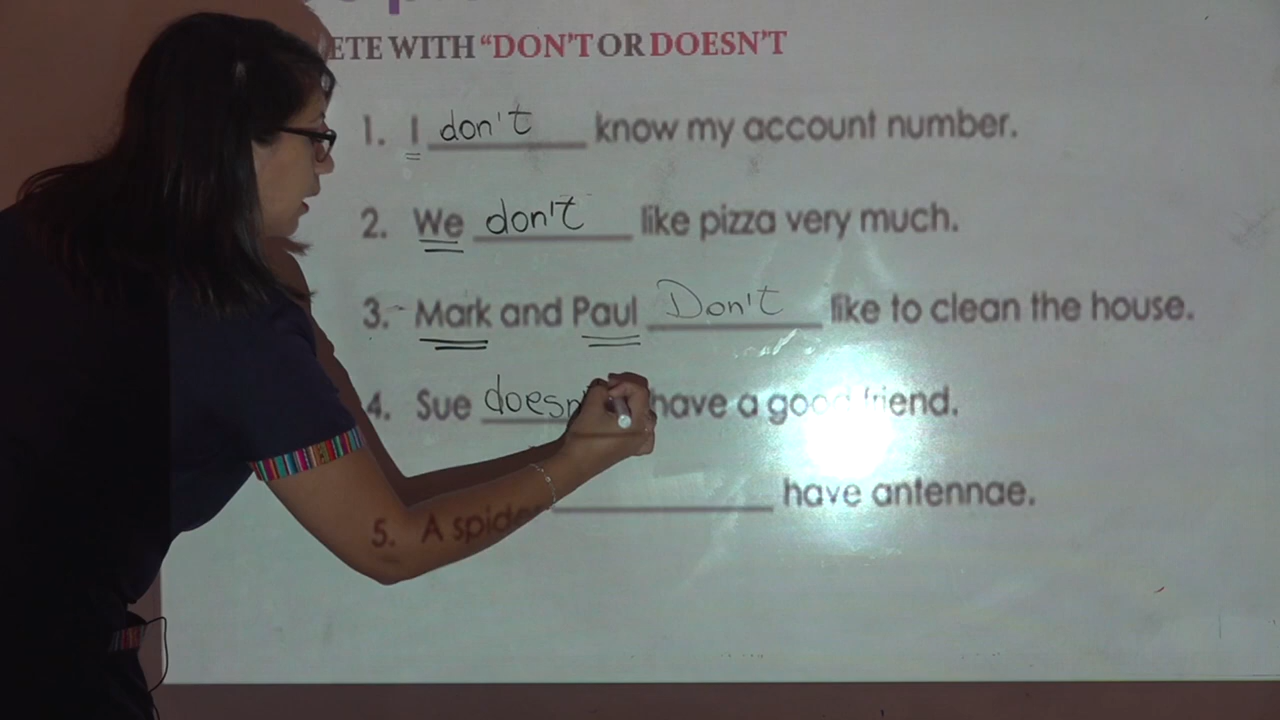 ETE WITH "DON'T OR DOESN'T
1. I don't know my account number.
2. We don't like pizza very much.
3. Mark and Paul Don't like to clean the house.
4. Sue doesn have a good friend.
5. A spider have antennae.